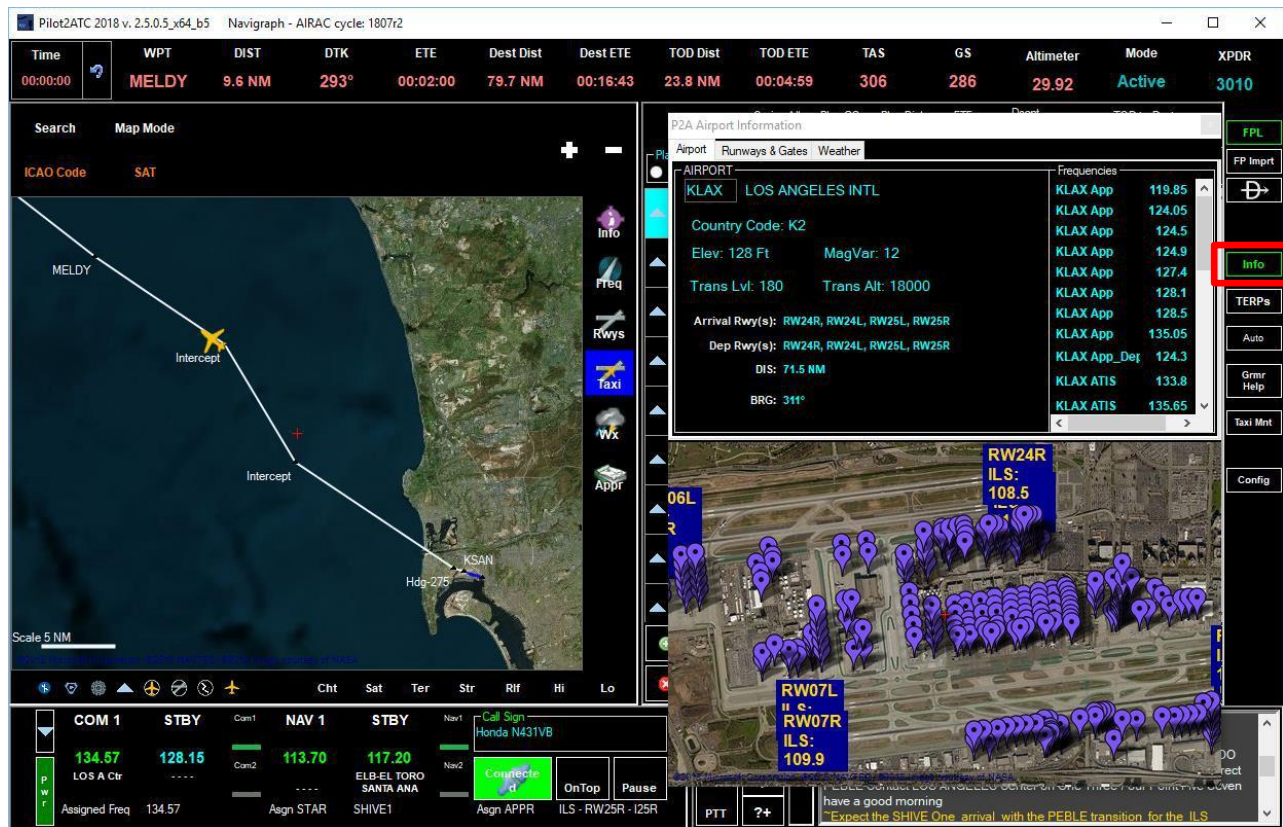 Pilot2ATC 2018 v. 2.5.0.5_x64_b5 Navigraph - AIRAC cycle: 1807r2
Time WPT DIST DTK ETE Dest Dist Dest ETE TOD Dist TOD ETE TAS GS Altimeter Mode XPDR
00:00:00 MELDY 9.6 NM 293° 00:02:00 79.7 NM 00:16:43 23.8 NM 00:04:59 306 286 29.92 Active 3010
Search Map Mode
ICAO Code SAT
MELDY
Intercept
Intercept
KSAN
Hdg-275
Scale 5 NM
Info
Freq
Rwys
Taxi
Wx
Appr
Cht Sat Ter Str Rlf Hi Lo
P2A Airport Information
Airport Runways & Gates Weather
AIRPORT
KLAX LOS ANGELES INTL
Country Code: K2
Elev: 128 Ft MagVar: 12
Trans Lvl: 180 Trans Alt: 18000
Arrival Rwy(s): RW24R, RW24L, RW25L, RW25R
Dep Rwy(s): RW24R, RW24L, RW25L, RW25R
DIS: 71.5 NM
BRG: 311°
Frequencies
KLAX App 119.85
KLAX App 124.05
KLAX App 124.5
KLAX App 124.9
KLAX App 127.4
KLAX App 128.1
KLAX App 128.5
KLAX App 135.05
KLAX App_Dep 124.3
KLAX ATIS 133.8
KLAX ATIS 135.65
RW24R
ILS:
108.5
06L
RW07L
RW07R
ILS:
109.9
FPL
FP Imprt
D
Info
TERPs
Auto
Grmr
Help
Taxi Mnt
Config
COM 1 STBY Com1 NAV 1 STBY Nav1
134.57 128.15 Com2 113.70 117.20 Nav2
LOS A Ctr ---- ---- ELB-EL TORO
SANTA ANA
Pwr
Assigned Freq 134.57 Asgn STAR SHIVE1 Asgn APPR ILS - RW25R - I25R
Call Sign
Honda N431VB
Connecte
d
OnTop Pause
PTT ?+
have a good morning
~Expect the SHIVE One arrival with the PEBLE transition for the ILS